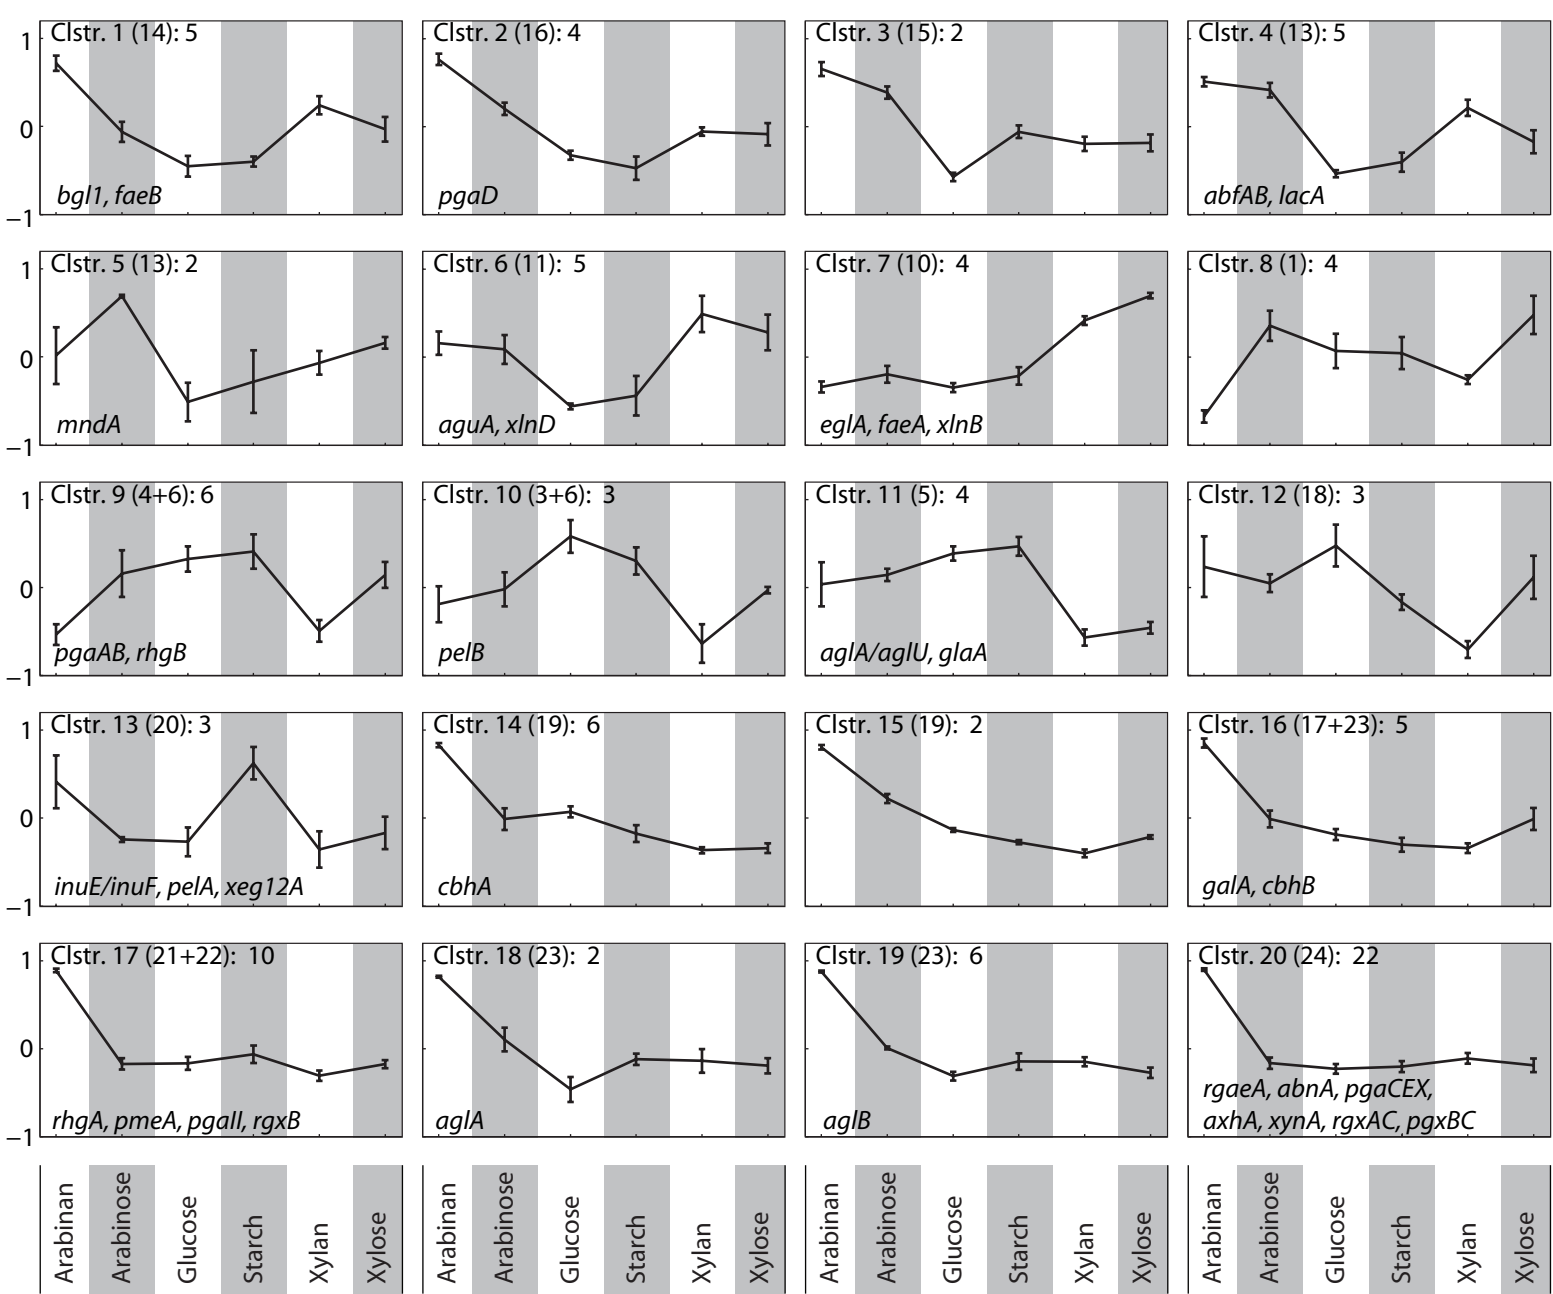 Clstr. 1 (14): 5
Clstr. 2 (16): 4
Clstr. 3 (15): 2
Clstr. 4 (13): 5
1
0
−1
bgl1, faeB
pgaD
abfAB, lacA
Clstr. 5 (13): 2
Clstr. 6 (11): 5
Clstr. 7 (10): 4
Clstr. 8 (1): 4
1
0
−1
mndA
aguA, xlnD
eglA, faeA, xlnB
Clstr. 9 (4+6): 6
Clstr. 10 (3+6): 3
Clstr. 11 (5): 4
Clstr. 12 (18): 3
1
0
−1
pgaAB, rhgB
pelB
aglA/aglU, glaA
Clstr. 13 (20): 3
Clstr. 14 (19): 6
Clstr. 15 (19): 2
Clstr. 16 (17+23): 5
1
0
−1
inuE/inuF, pelA, xeg12A
cbhA
galA, cbhB
Clstr. 17 (21+22): 10
Clstr. 18 (23): 2
Clstr. 19 (23): 6
Clstr. 20 (24): 22
1
0
−1
rhgA, pmeA, pgaII, rgxB
aglA
aglB
rgaeA, abnA, pgaCEX,
axhA, xynA, rgxAC, pgxBC
Arabinan
Arabinose
Glucose
Starch
Xylan
Xylose
Arabinan
Arabinose
Glucose
Starch
Xylan
Xylose
Arabinan
Arabinose
Glucose
Starch
Xylan
Xylose
Arabinan
Arabinose
Glucose
Starch
Xylan
Xylose